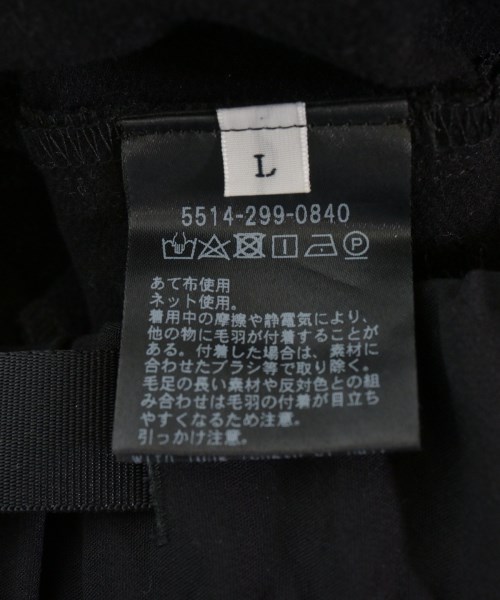 L
5514-299-0840
あて布使用
ネット使用。
着用中の摩擦や静電気により、
他の物に毛羽が付着することが
ある。付着した場合は、素材に
合わせたブラシ等で取り除く。
毛足の長い素材や反対色との組
み合わせは毛羽の付着が目立ち
やすくなるため注意。
引っかけ注意。